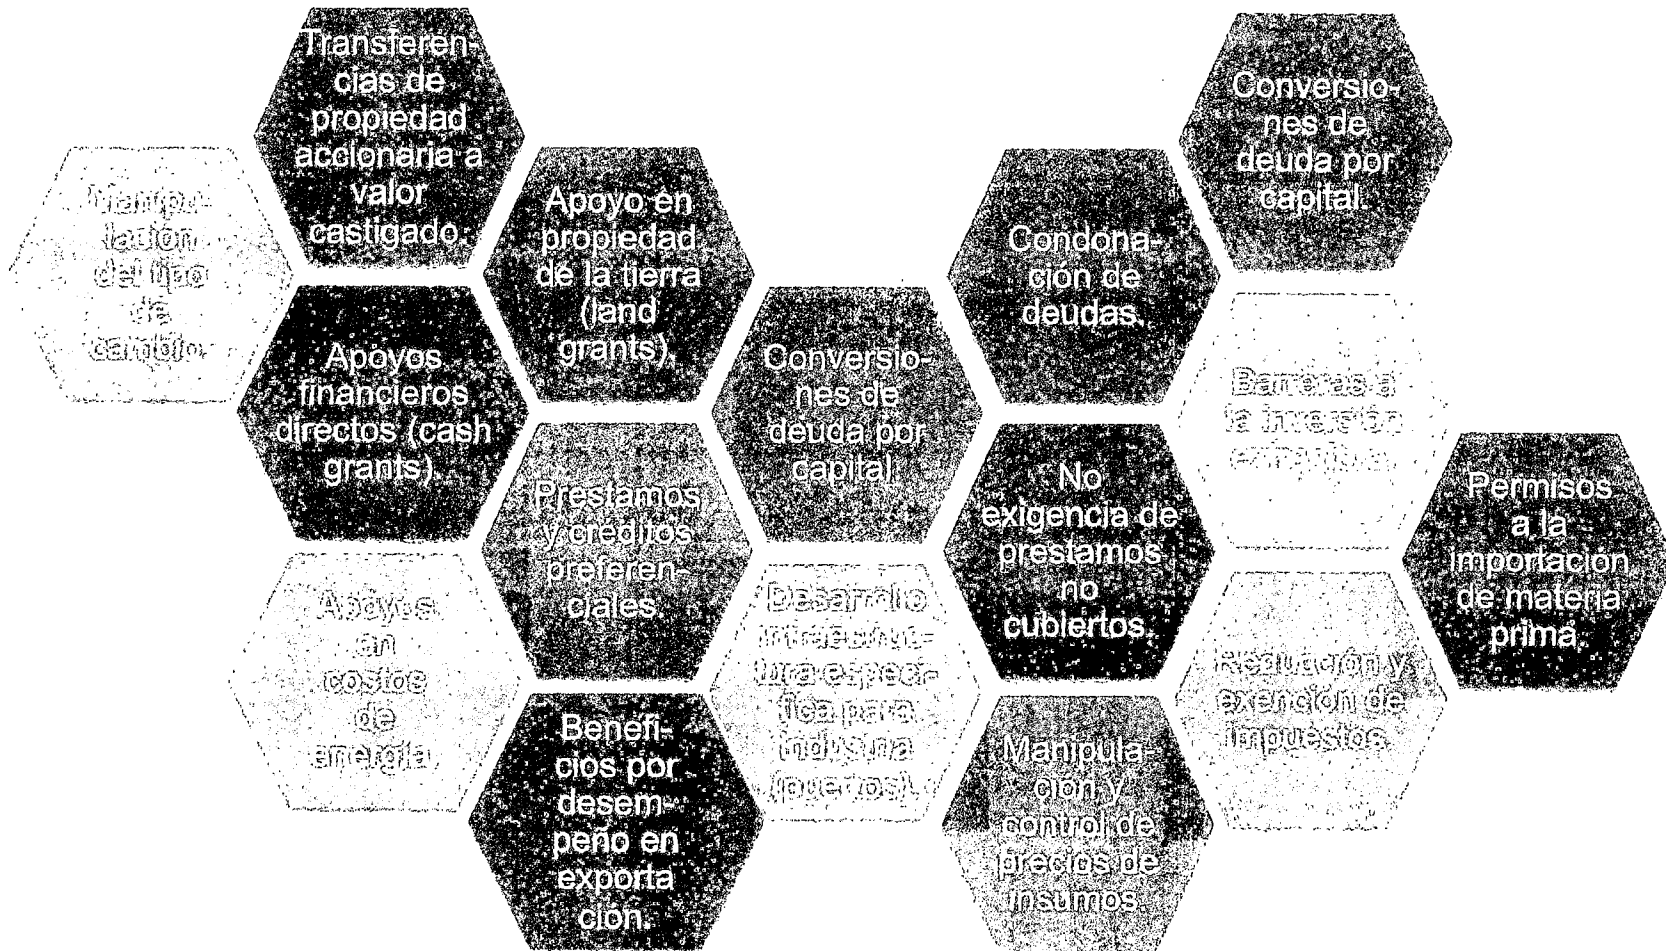 Transferen-
cias de
propiedad
accionaria a
valor
castigado.
Conversio-
nes de
deuda por
capital.
Manipu-
lación
del tipo
de
cambio.
Apoyo en
propiedad
de la tierra
(land
grants).
Condona-
ción de
deudas.
Apoyos
financieros
directos (cash
grants).
Conversio-
nes de
deuda por
capital.
Barreras a
la inversión
Prestamos
y créditos
preferen-
ciales.
No
exigencia de
prestamos
no
cubiertos.
Permisos
a la
importación
de materia
prima.
Apoyos
en
costos
de
energía.
Desarrollo
infraestruc-
tura especí-
fica para
industria
(puertos).
Reducción y
exención de
impuestos.
Benefi-
cios por
desem-
peño en
exporta
ción.
Manipula-
ción y
control de
precios de
insumos.